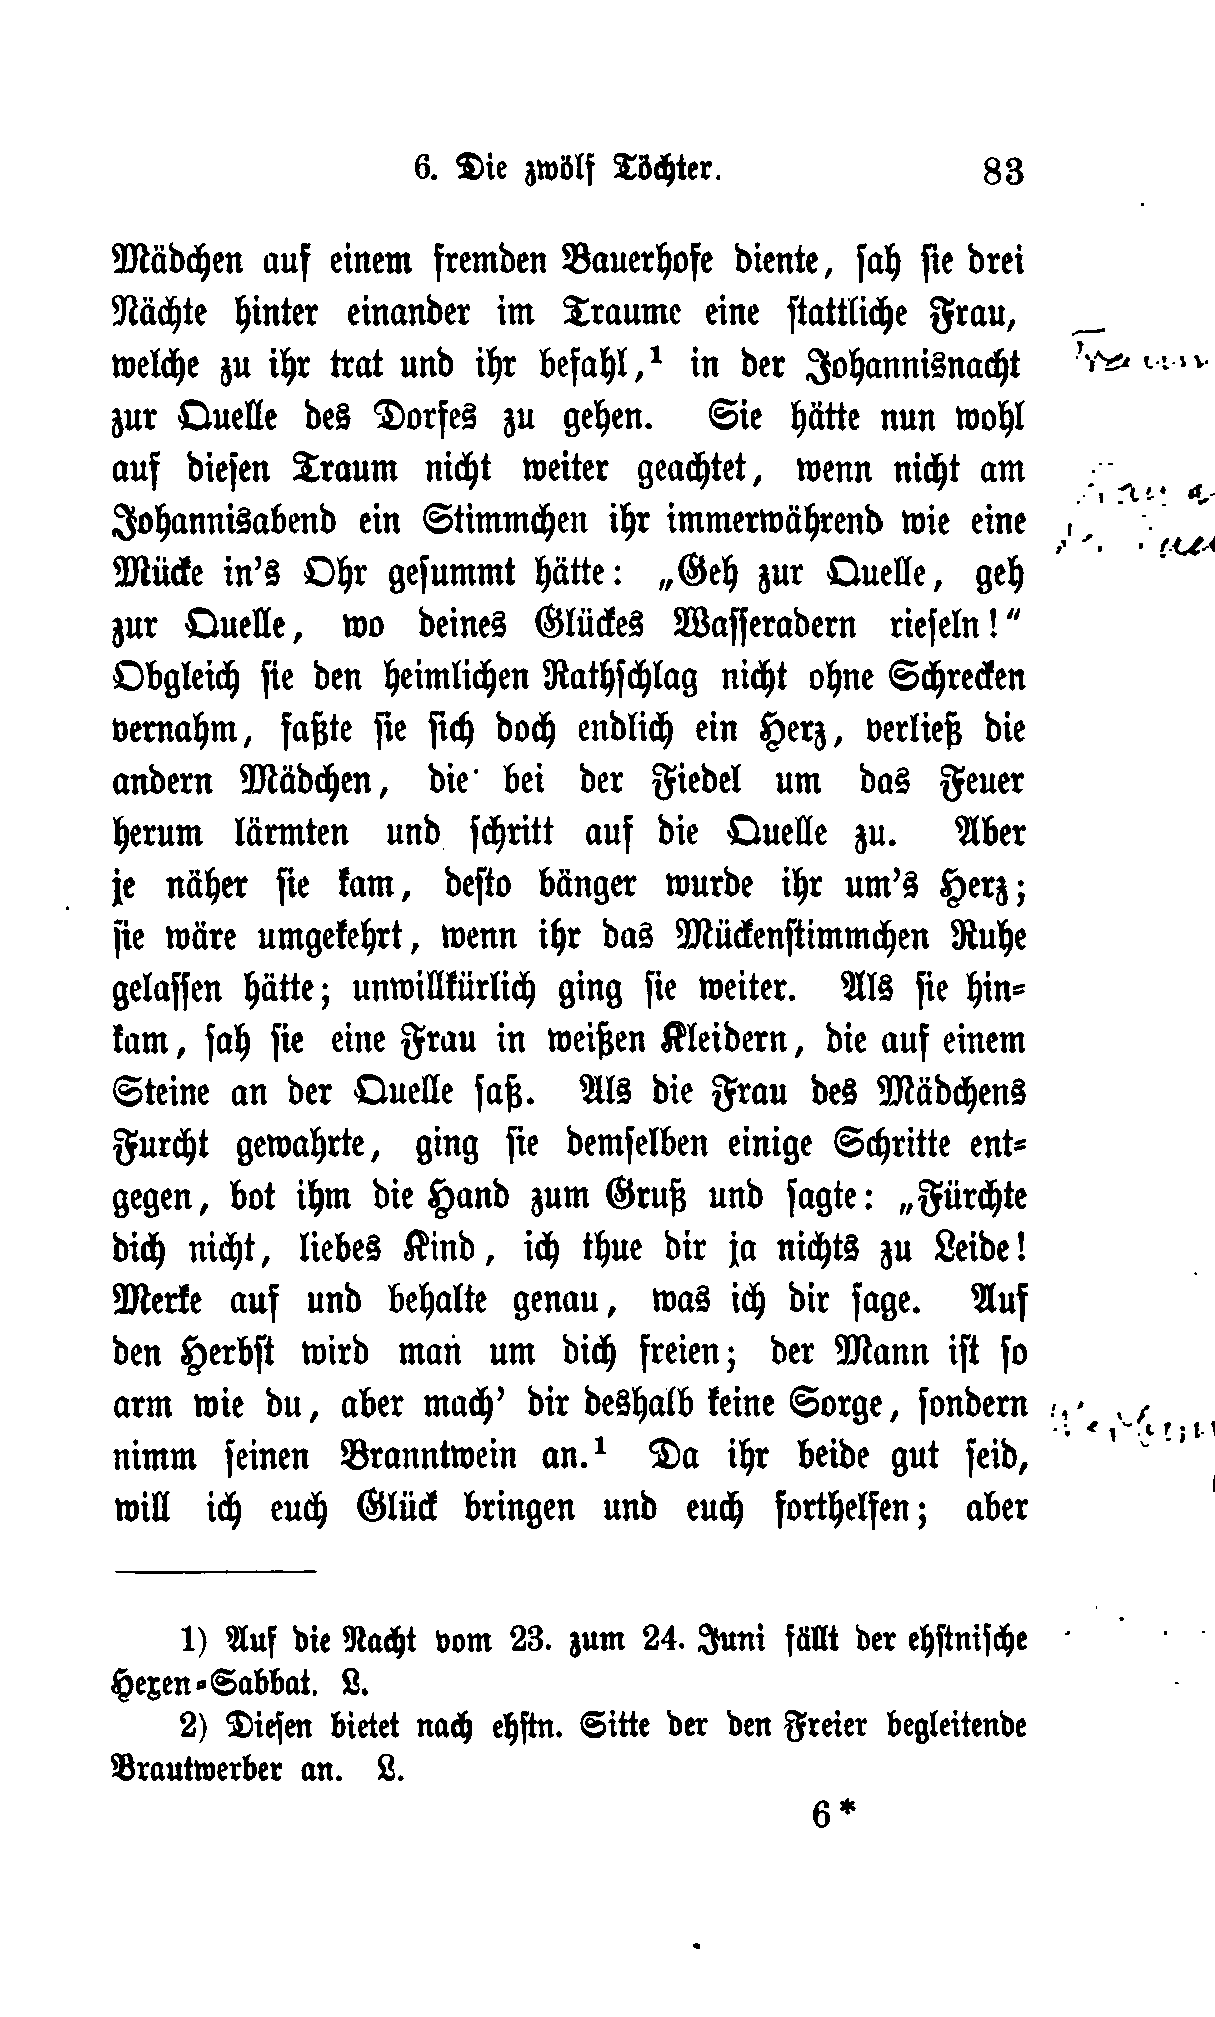 6. Die zwölf Töchter. 83
Mädchen auf einem fremden Bauerhofe diente, sah sie drei
Nächte hinter einander im Traume eine stattliche Frau,
welche zu ihr trat und ihr befahl,¹ in der Johannisnacht
zur Quelle des Dorfes zu gehen. Sie hätte nun wohl
auf diesen Traum nicht weiter geachtet, wenn nicht am
Johannisabend ein Stimmchen ihr immerwährend wie eine
Mücke in's Ohr gesummt hätte: „Geh zur Quelle, geh
zur Quelle, wo deines Glückes Wasseradern rieseln!“
Obgleich sie den heimlichen Rathschlag nicht ohne Schrecken
vernahm, faßte sie sich doch endlich ein Herz, verließ die
andern Mädchen, die bei der Fiedel um das Feuer
herum lärmten und schritt auf die Quelle zu. Aber
je näher sie kam, desto bänger wurde ihr um's Herz;
sie wäre umgekehrt, wenn ihr das Mückenstimmchen Ruhe
gelassen hätte; unwillkürlich ging sie weiter. Als sie hin-
kam, sah sie eine Frau in weißen Kleidern, die auf einem
Steine an der Quelle saß. Als die Frau des Mädchens
Furcht gewahrte, ging sie demselben einige Schritte ent-
gegen, bot ihm die Hand zum Gruß und sagte: „Fürchte
dich nicht, liebes Kind, ich thue dir ja nichts zu Leide!
Merke auf und behalte genau, was ich dir sage. Auf
den Herbst wird man um dich freien; der Mann ist so
arm wie du, aber mach' dir deshalb keine Sorge, sondern
nimm seinen Branntwein an.¹ Da ihr beide gut seid,
will ich euch Glück bringen und euch forthelfen; aber
1) Auf die Nacht vom 23. zum 24. Juni fällt der ehstnische
Hexen-Sabbat. L.
2) Diesen bietet nach ehstn. Sitte der den Freier begleitende
Brautwerber an. L.
6*